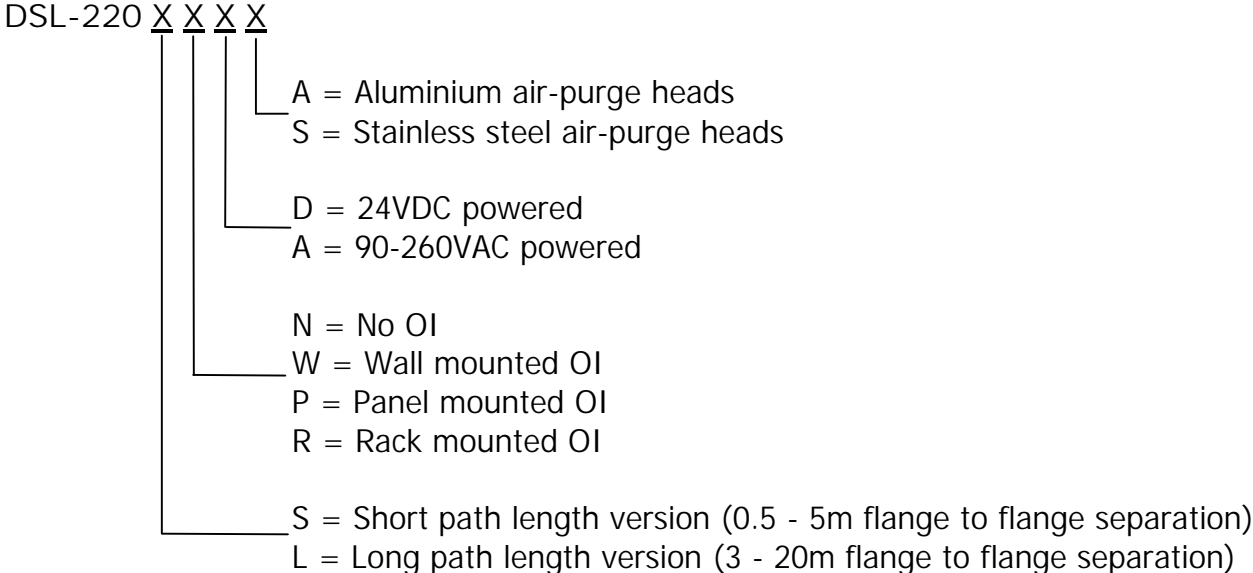 DSL-220 X X X X
A = Aluminium air-purge heads
S = Stainless steel air-purge heads
D = 24VDC powered
A = 90-260VAC powered
N = No OI
W = Wall mounted OI
P = Panel mounted OI
R = Rack mounted OI
S = Short path length version (0.5 - 5m flange to flange separation)
L = Long path length version (3 - 20m flange to flange separation)